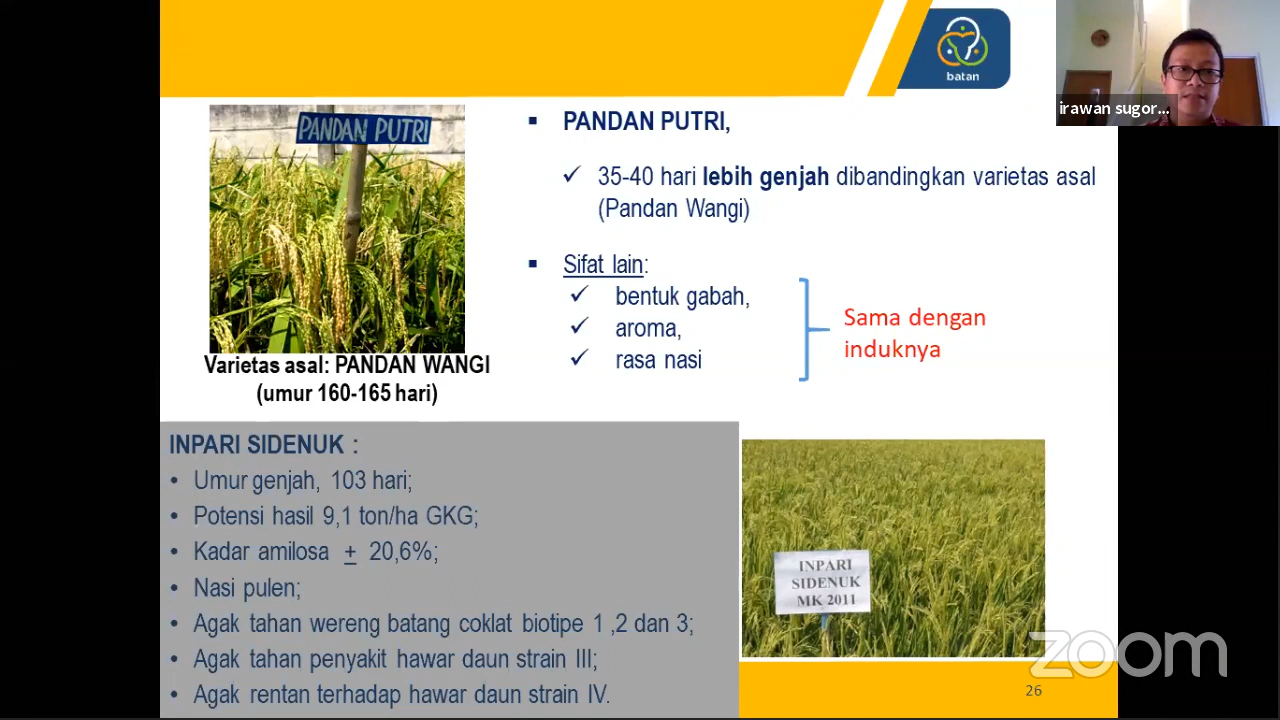 batan
irawan sugor...
PANDAN PUTRI
▪ PANDAN PUTRI,
✓ 35-40 hari lebih genjah dibandingkan varietas asal
(Pandan Wangi)
▪ Sifat lain:
✓ bentuk gabah,
✓ aroma,
✓ rasa nasi
Sama dengan
induknya
Varietas asal: PANDAN WANGI
(umur 160-165 hari)
INPARI SIDENUK :
• Umur genjah, 103 hari;
• Potensi hasil 9,1 ton/ha GKG;
• Kadar amilosa ± 20,6%;
• Nasi pulen;
• Agak tahan wereng batang coklat biotipe 1 ,2 dan 3;
• Agak tahan penyakit hawar daun strain III;
• Agak rentan terhadap hawar daun strain IV.
INPARI
SIDENUK
MK 2011
zoom
26